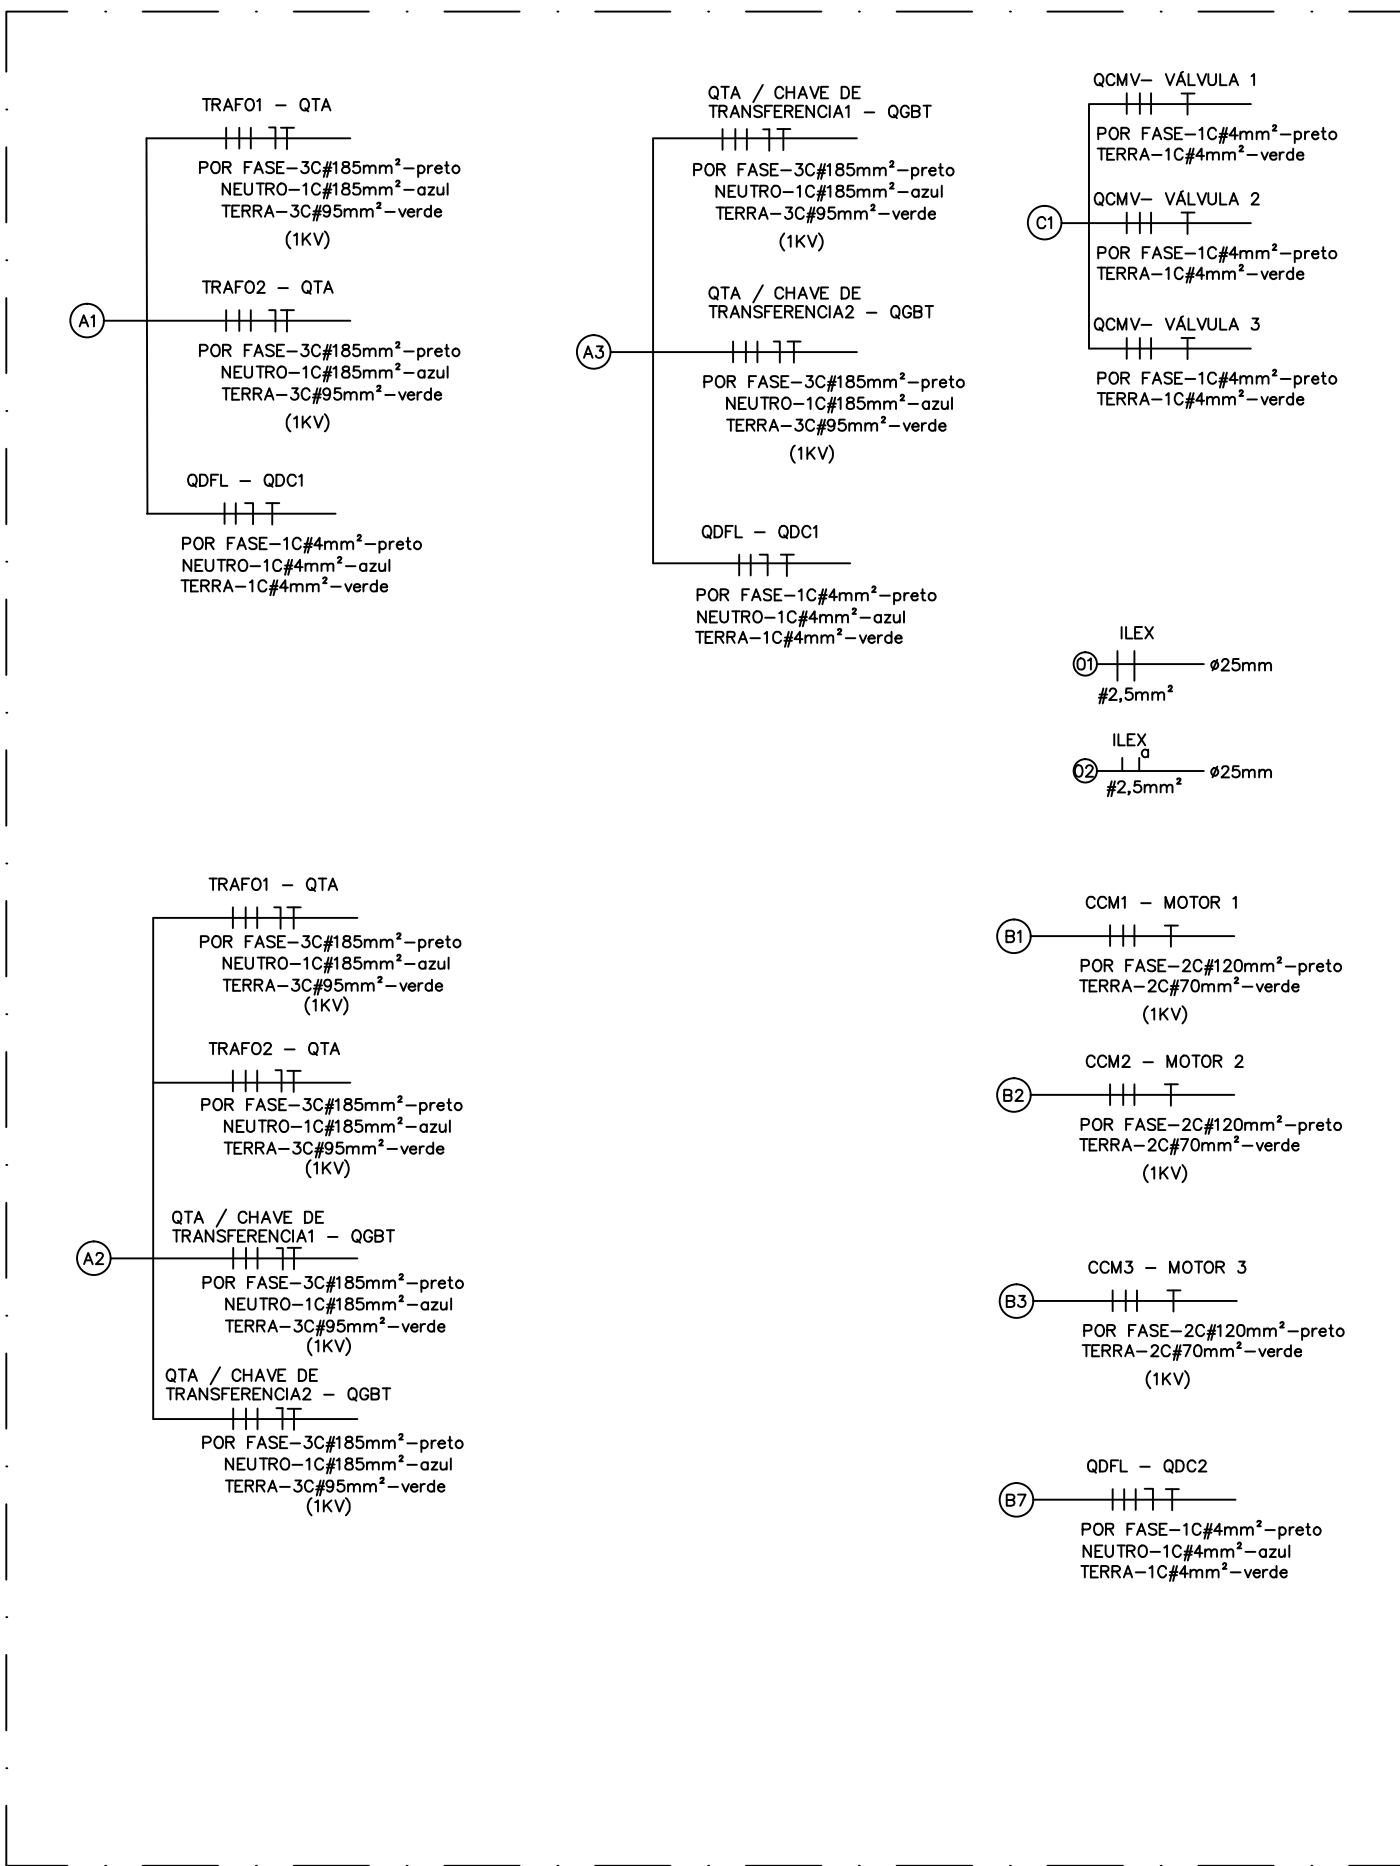 TRAFO1 – QTA
POR FASE–3C#185mm²–preto
NEUTRO–1C#185mm²–azul
TERRA–3C#95mm²–verde
(1KV)
A1
TRAFO2 – QTA
POR FASE–3C#185mm²–preto
NEUTRO–1C#185mm²–azul
TERRA–3C#95mm²–verde
(1KV)
QDFL – QDC1
POR FASE–1C#4mm²–preto
NEUTRO–1C#4mm²–azul
TERRA–1C#4mm²–verde
QTA / CHAVE DE
TRANSFERENCIA1 – QGBT
POR FASE–3C#185mm²–preto
NEUTRO–1C#185mm²–azul
TERRA–3C#95mm²–verde
(1KV)
A3
QTA / CHAVE DE
TRANSFERENCIA2 – QGBT
POR FASE–3C#185mm²–preto
NEUTRO–1C#185mm²–azul
TERRA–3C#95mm²–verde
(1KV)
QDFL – QDC1
POR FASE–1C#4mm²–preto
NEUTRO–1C#4mm²–azul
TERRA–1C#4mm²–verde
QCMV– VÁLVULA 1
POR FASE–1C#4mm²–preto
TERRA–1C#4mm²–verde
C1
QCMV– VÁLVULA 2
POR FASE–1C#4mm²–preto
TERRA–1C#4mm²–verde
QCMV– VÁLVULA 3
POR FASE–1C#4mm²–preto
TERRA–1C#4mm²–verde
ILEX
01
ø25mm
#2,5mm²
ILEX
a
02
ø25mm
#2,5mm²
TRAFO1 – QTA
POR FASE–3C#185mm²–preto
NEUTRO–1C#185mm²–azul
TERRA–3C#95mm²–verde
(1KV)
TRAFO2 – QTA
POR FASE–3C#185mm²–preto
NEUTRO–1C#185mm²–azul
TERRA–3C#95mm²–verde
(1KV)
A2
QTA / CHAVE DE
TRANSFERENCIA1 – QGBT
POR FASE–3C#185mm²–preto
NEUTRO–1C#185mm²–azul
TERRA–3C#95mm²–verde
(1KV)
QTA / CHAVE DE
TRANSFERENCIA2 – QGBT
POR FASE–3C#185mm²–preto
NEUTRO–1C#185mm²–azul
TERRA–3C#95mm²–verde
(1KV)
CCM1 – MOTOR 1
B1
POR FASE–2C#120mm²–preto
TERRA–2C#70mm²–verde
(1KV)
CCM2 – MOTOR 2
B2
POR FASE–2C#120mm²–preto
TERRA–2C#70mm²–verde
(1KV)
CCM3 – MOTOR 3
B3
POR FASE–2C#120mm²–preto
TERRA–2C#70mm²–verde
(1KV)
QDFL – QDC2
B7
POR FASE–1C#4mm²–preto
NEUTRO–1C#4mm²–azul
TERRA–1C#4mm²–verde